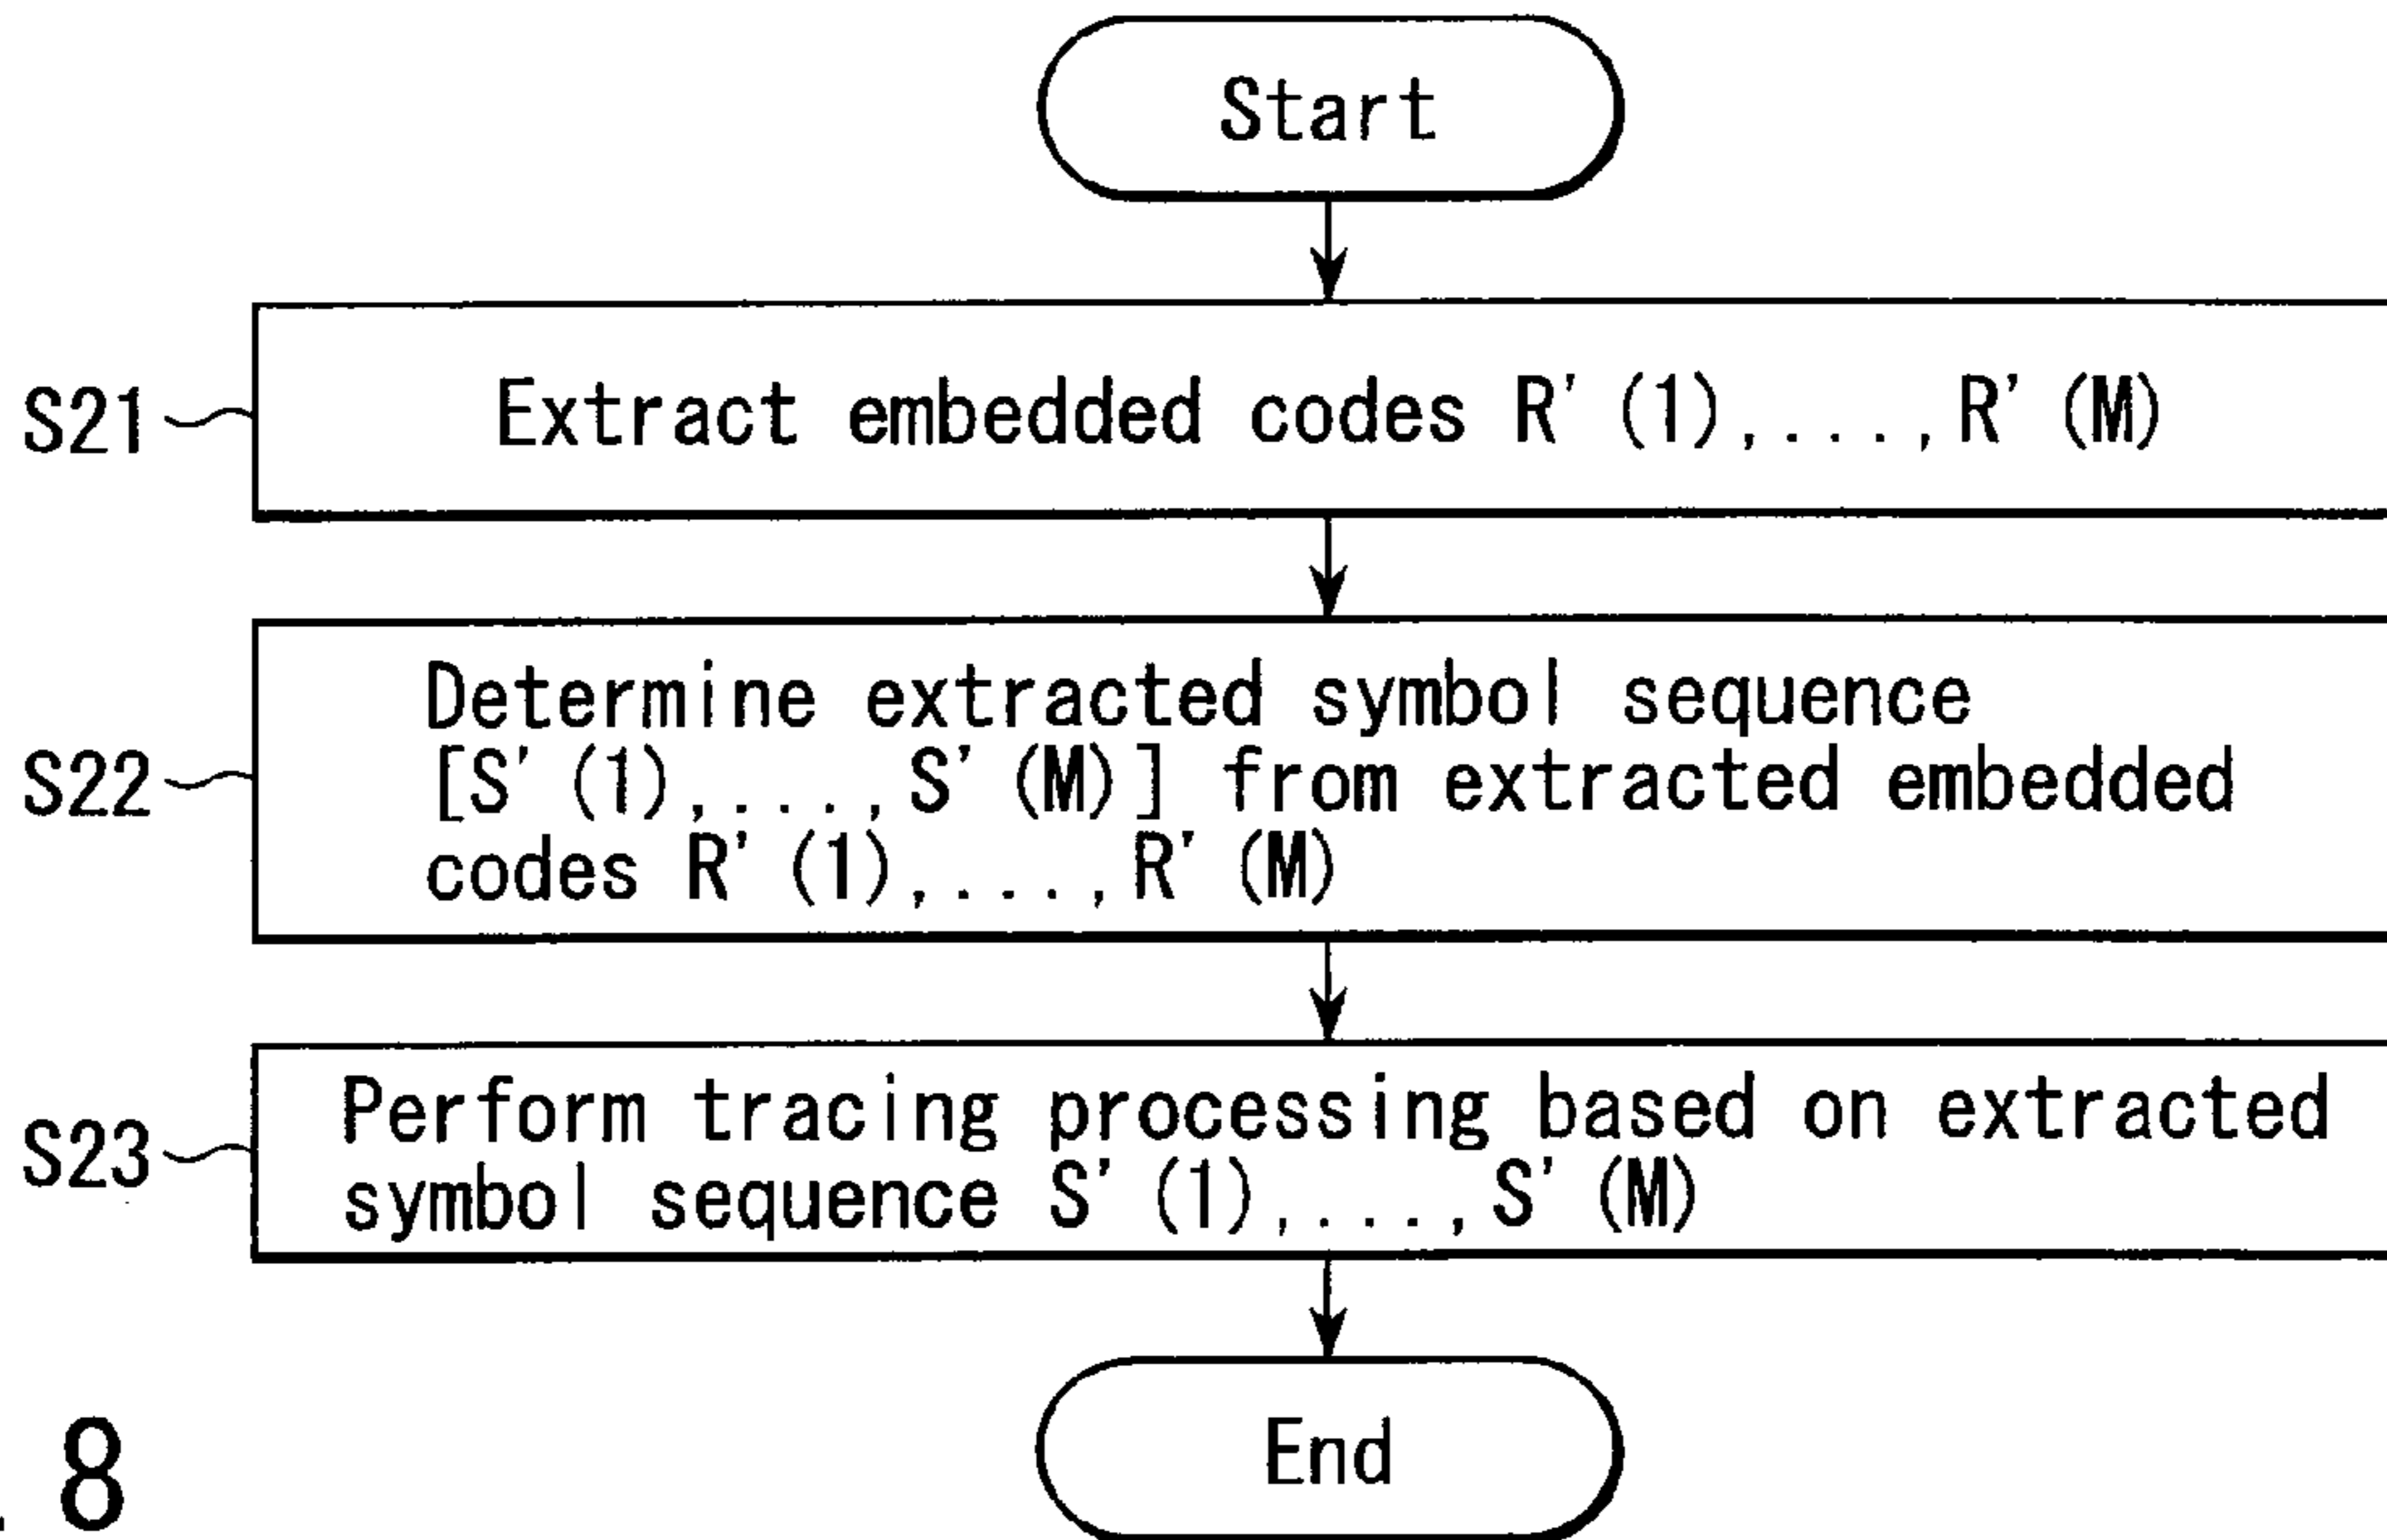 Start
S21
Extract embedded codes R' (1),...,R' (M)
S22
Determine extracted symbol sequence
[S' (1),...,S' (M)] from extracted embedded
codes R' (1),...,R' (M)
S23
Perform tracing processing based on extracted
symbol sequence S' (1),...,S' (M)
End
. 8